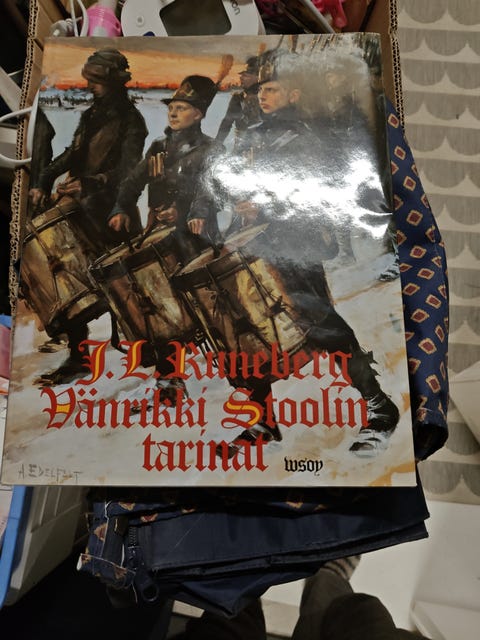 J. L. Runeberg
Vänrikki Stoolin
tarinat
wsoy
A. EDELFELT